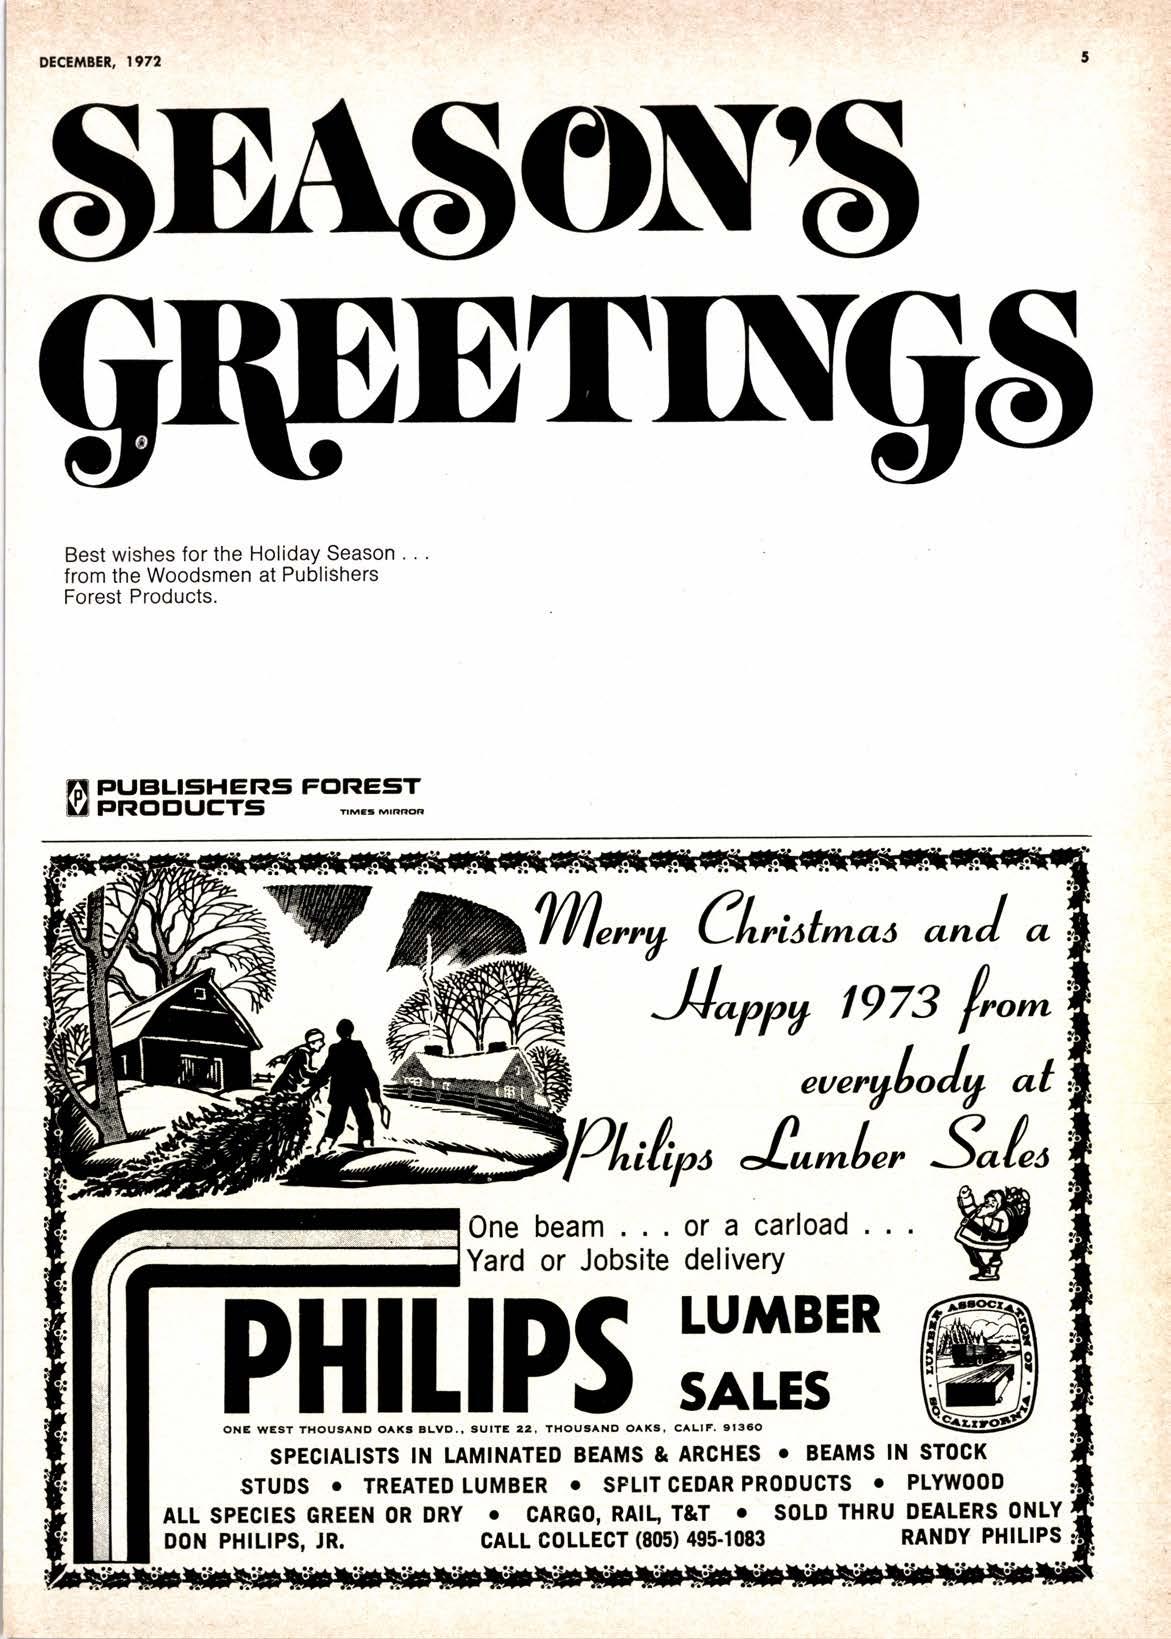 DECEMBER, 1972
5
SEASON'S
GREETINGS
Best wishes for the Holiday Season . . .
from the Woodsmen at Publishers
Forest Products.
P
PUBLISHERS FOREST
PRODUCTS
TIMES MIRROR
Merry Christmas and a
Happy 1973 from
everybody at
Philips Lumber Sales
One beam . . . or a carload . . .
Yard or Jobsite delivery
PHILIPS
LUMBER
SALES
LUMBER ASSOCIATION OF
SO. CALIFORNIA
ONE WEST THOUSAND OAKS BLVD., SUITE 22, THOUSAND OAKS, CALIF. 91360
SPECIALISTS IN LAMINATED BEAMS & ARCHES • BEAMS IN STOCK
STUDS • TREATED LUMBER • SPLIT CEDAR PRODUCTS • PLYWOOD
ALL SPECIES GREEN OR DRY • CARGO, RAIL, T&T • SOLD THRU DEALERS ONLY
DON PHILIPS, JR. CALL COLLECT (805) 495-1083 RANDY PHILIPS